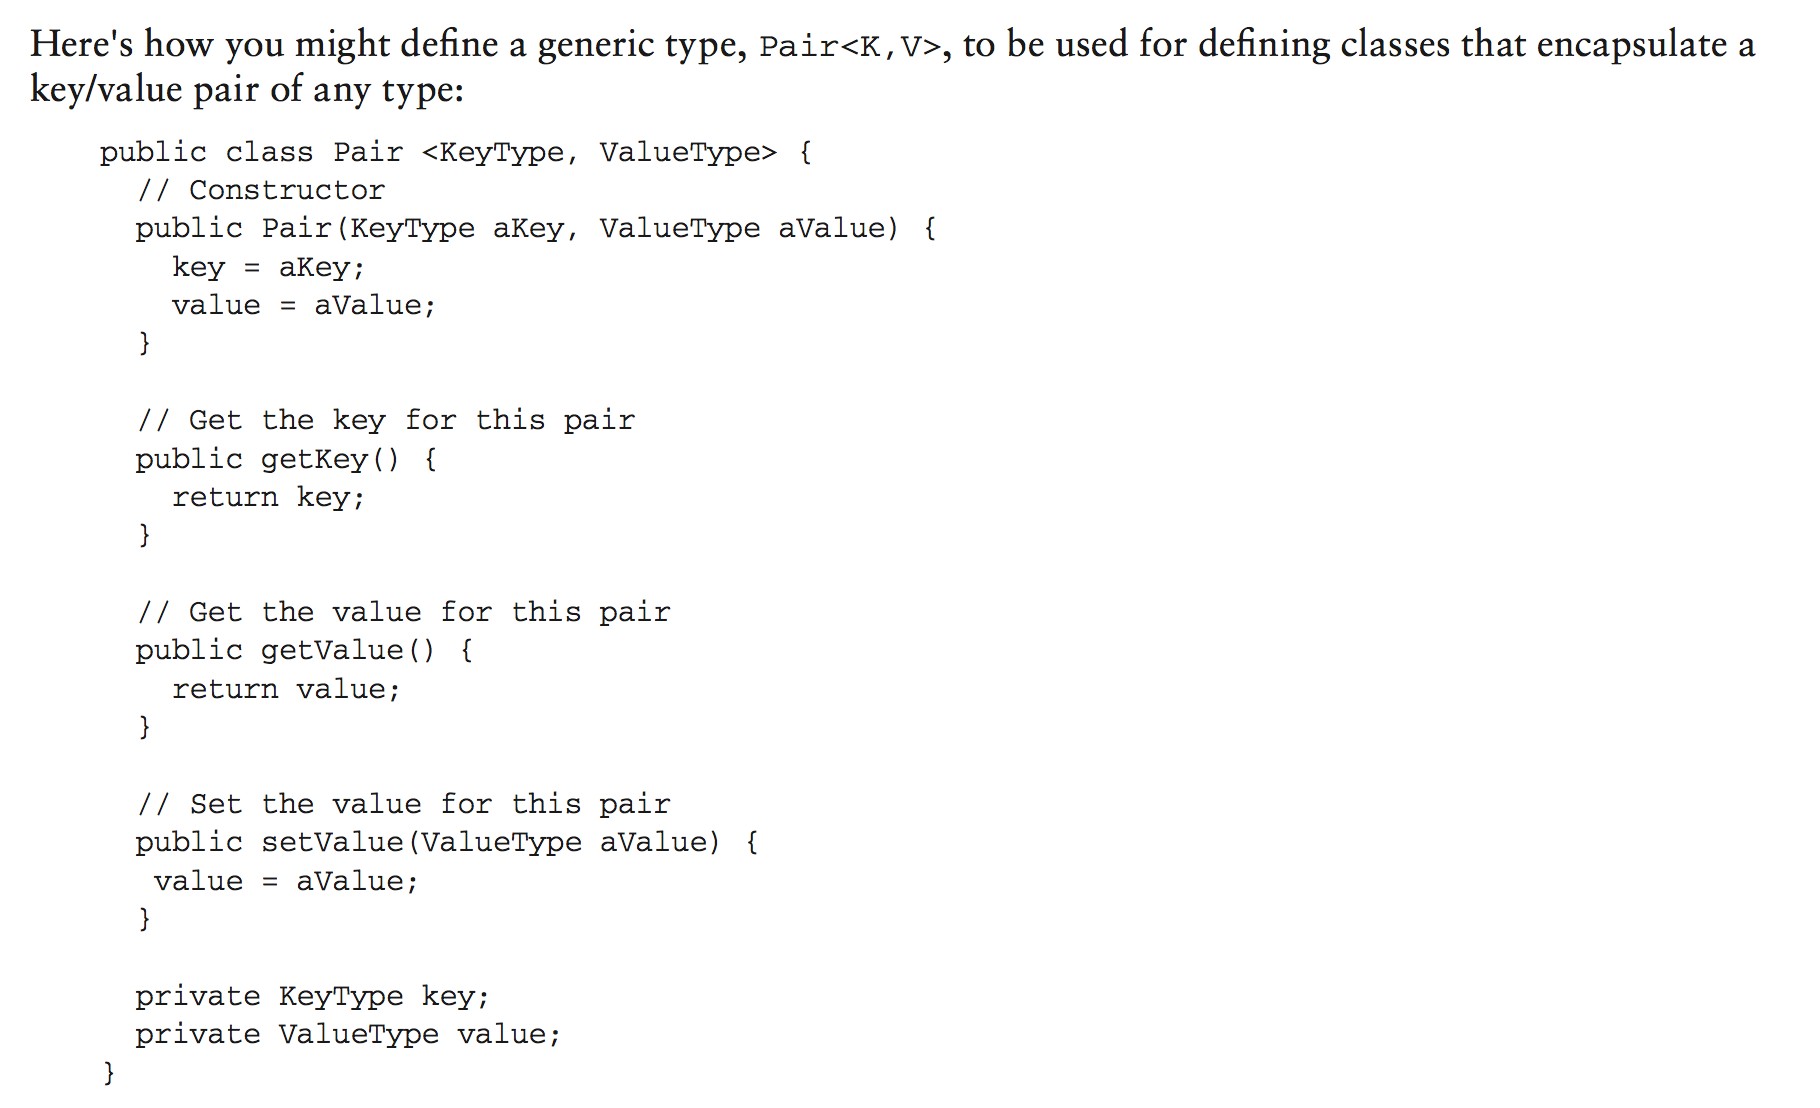 Here's how you might define a generic type, Pair<K,V>, to be used for defining classes that encapsulate a
key/value pair of any type:
public class Pair <KeyType, ValueType> {
// Constructor
public Pair(KeyType aKey, ValueType aValue) {
key = aKey;
value = aValue;
}
// Get the key for this pair
public getKey() {
return key;
}
// Get the value for this pair
public getValue() {
return value;
}
// Set the value for this pair
public setValue(ValueType aValue) {
value = aValue;
}
private KeyType key;
private ValueType value;
}